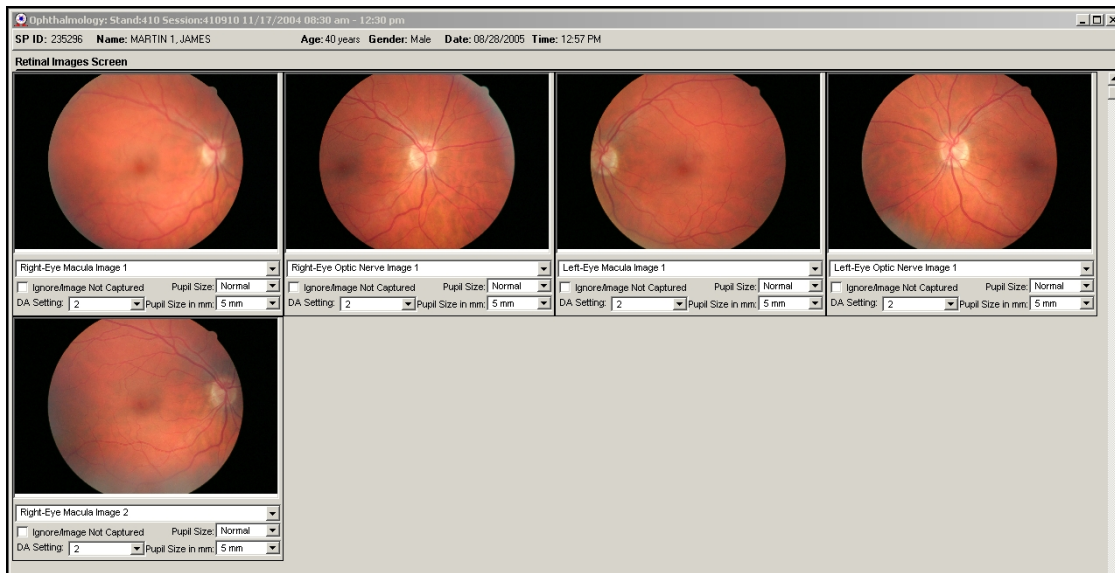 Ophthalmology: Stand:410 Session:410910 11/17/2004 08:30 am - 12:30 pm
SP ID: 235296 Name: MARTIN 1, JAMES Age: 40 years Gender: Male Date: 08/28/2005 Time: 12:57 PM
Retinal Images Screen
Right-Eye Macula Image 1
Ignore/Image Not Captured Pupil Size: Normal
DA Setting: 2 Pupil Size in mm: 5 mm
Right-Eye Optic Nerve Image 1
Ignore/Image Not Captured Pupil Size: Normal
DA Setting: 2 Pupil Size in mm: 5 mm
Left-Eye Macula Image 1
Ignore/Image Not Captured Pupil Size: Normal
DA Setting: 2 Pupil Size in mm: 5 mm
Left-Eye Optic Nerve Image 1
Ignore/Image Not Captured Pupil Size: Normal
DA Setting: 2 Pupil Size in mm: 5 mm
Right-Eye Macula Image 2
Ignore/Image Not Captured Pupil Size: Normal
DA Setting: 2 Pupil Size in mm: 5 mm